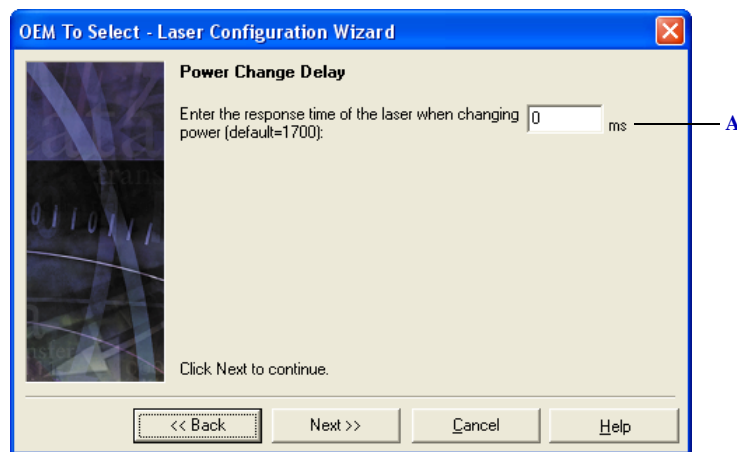 OEM To Select - Laser Configuration Wizard
Power Change Delay
Enter the response time of the laser when changing
power (default=1700):
0
ms
A
Click Next to continue.
<< Back
Next >>
Cancel
Help